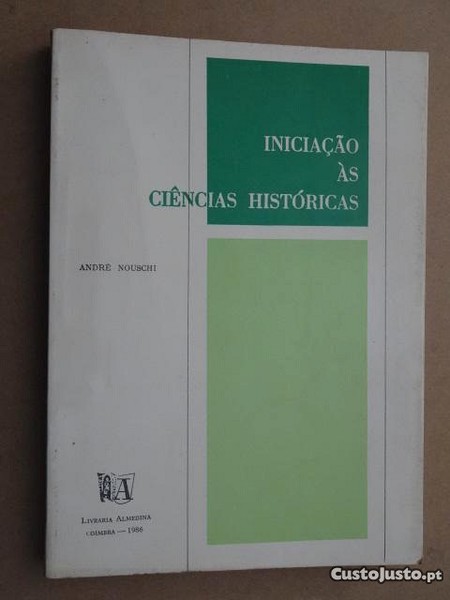 INICIAÇÃO
ÀS
CIÊNCIAS HISTÓRICAS
ANDRÉ NOUSCHI
A
LIVRARIA ALMEDINA
COIMBRA — 1986
CustoJusto.pt